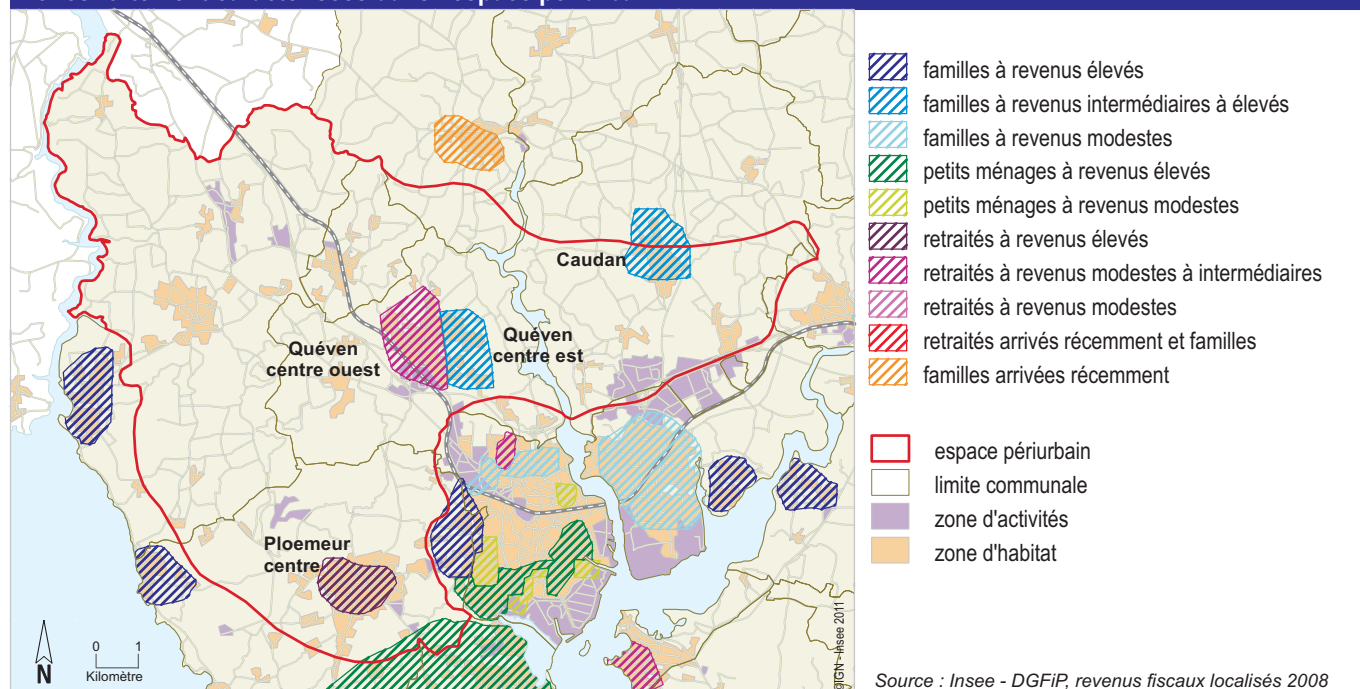 familles à revenus élevés
familles à revenus intermédiaires à élevés
familles à revenus modestes
petits ménages à revenus élevés
petits ménages à revenus modestes
retraités à revenus élevés
retraités à revenus modestes à intermédiaires
retraités à revenus modestes
retraités arrivés récemment et familles
familles arrivées récemment
espace périurbain
limite communale
zone d'activités
zone d'habitat
Caudan
Quéven
centre est
Quéven
centre ouest
Ploemeur
centre
N
0 1
Kilomètre
IGN - Insee 2011
Source : Insee - DGFiP, revenus fiscaux localisés 2008